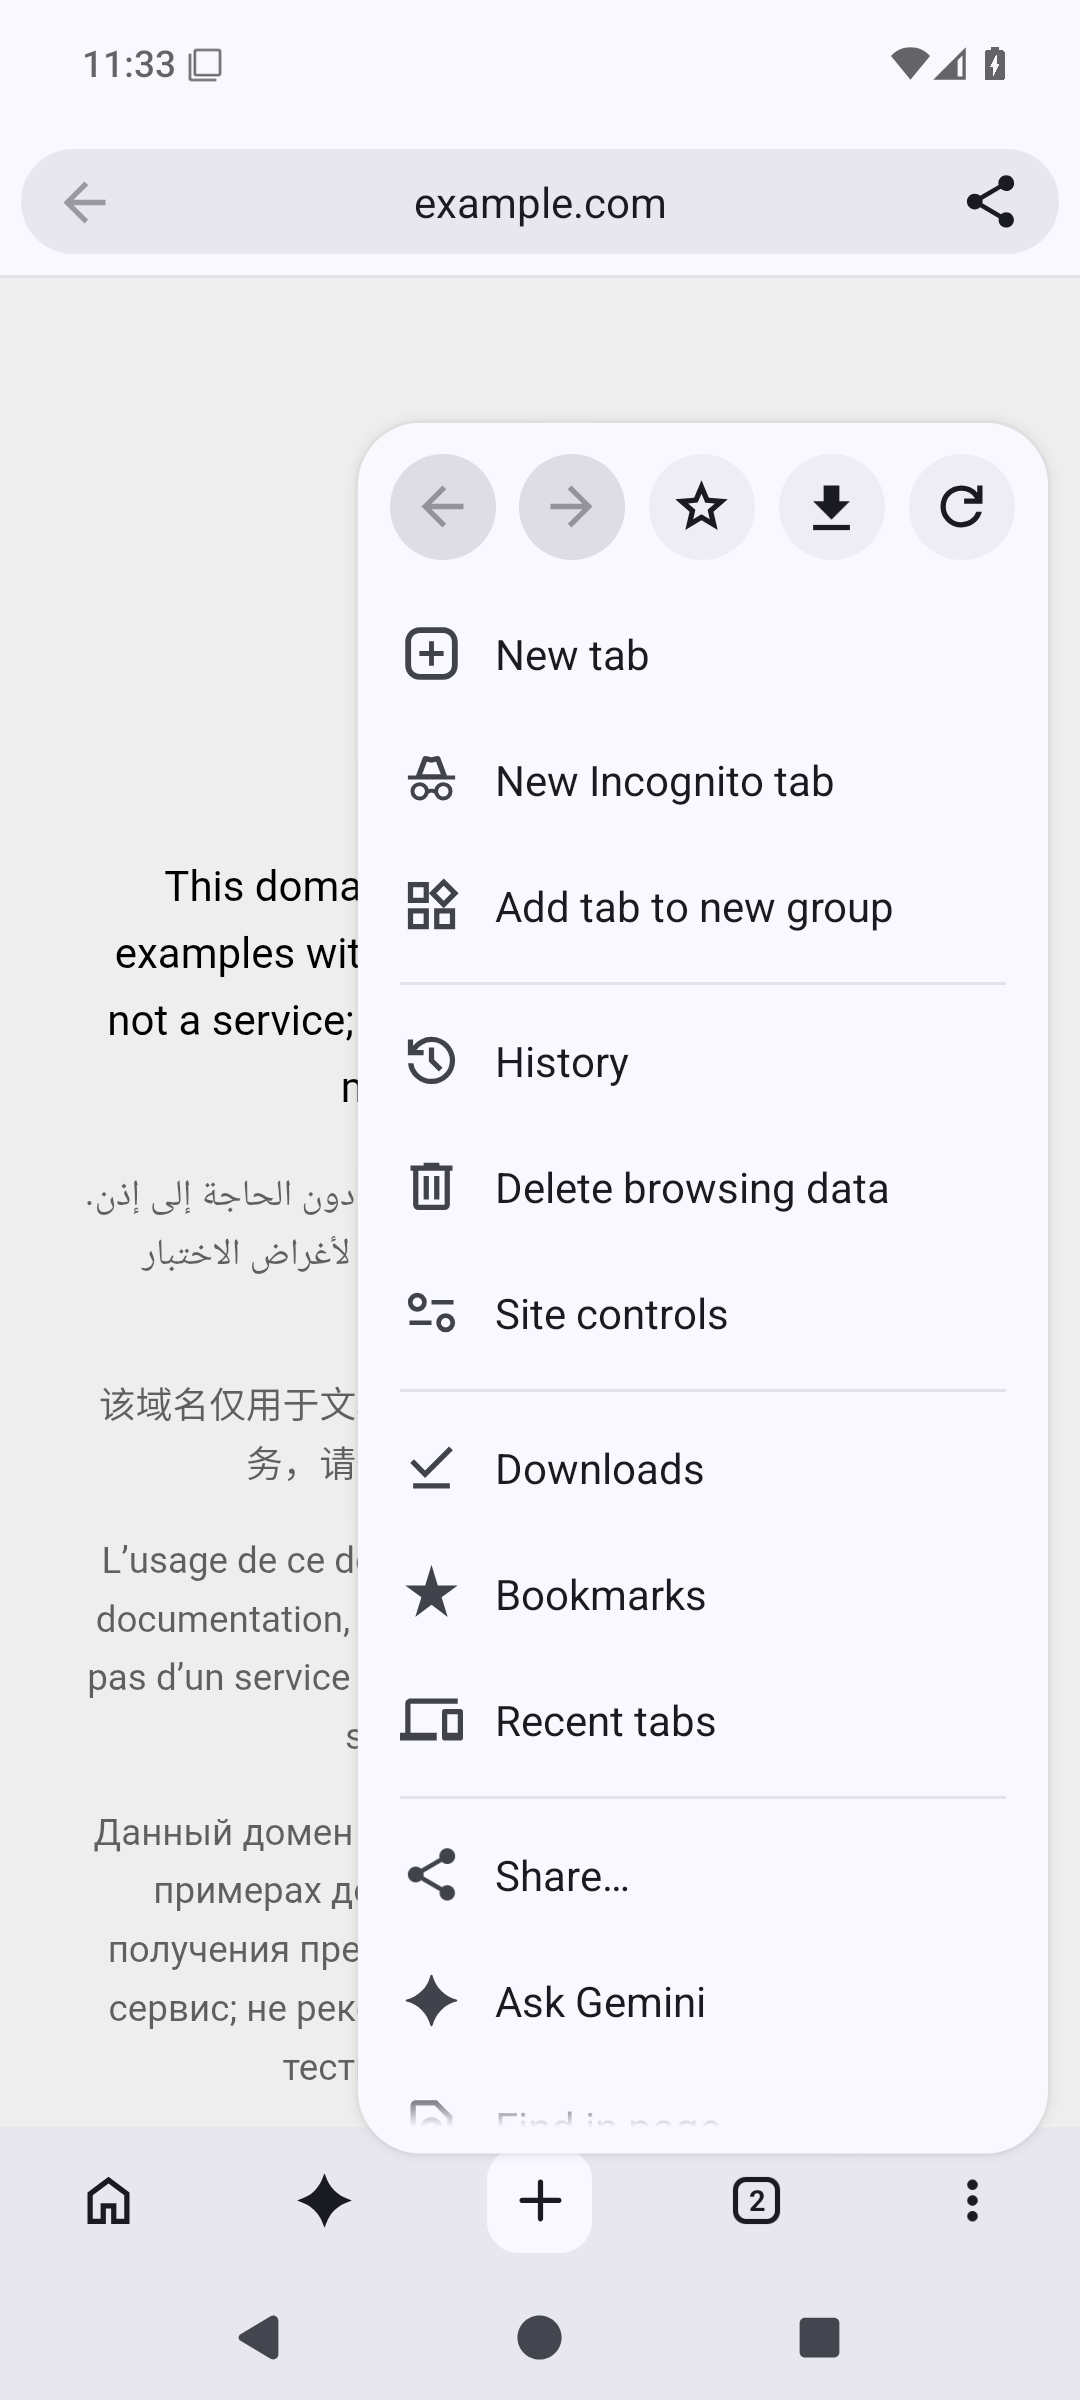 11:33
example.com
New tab
New Incognito tab
Add tab to new group
History
Delete browsing data
Site controls
Downloads
Bookmarks
Recent tabs
Share…
Ask Gemini
Find in page
This doma
examples wit
not a service;
دون الحاجة إلى إذن.
لأغراض الاختبار
该域名仅用于文
务，请
L’usage de ce d
documentation,
pas d’un service
s
Данный домен
примерах д
получения пре
сервис; не рек
тест
2